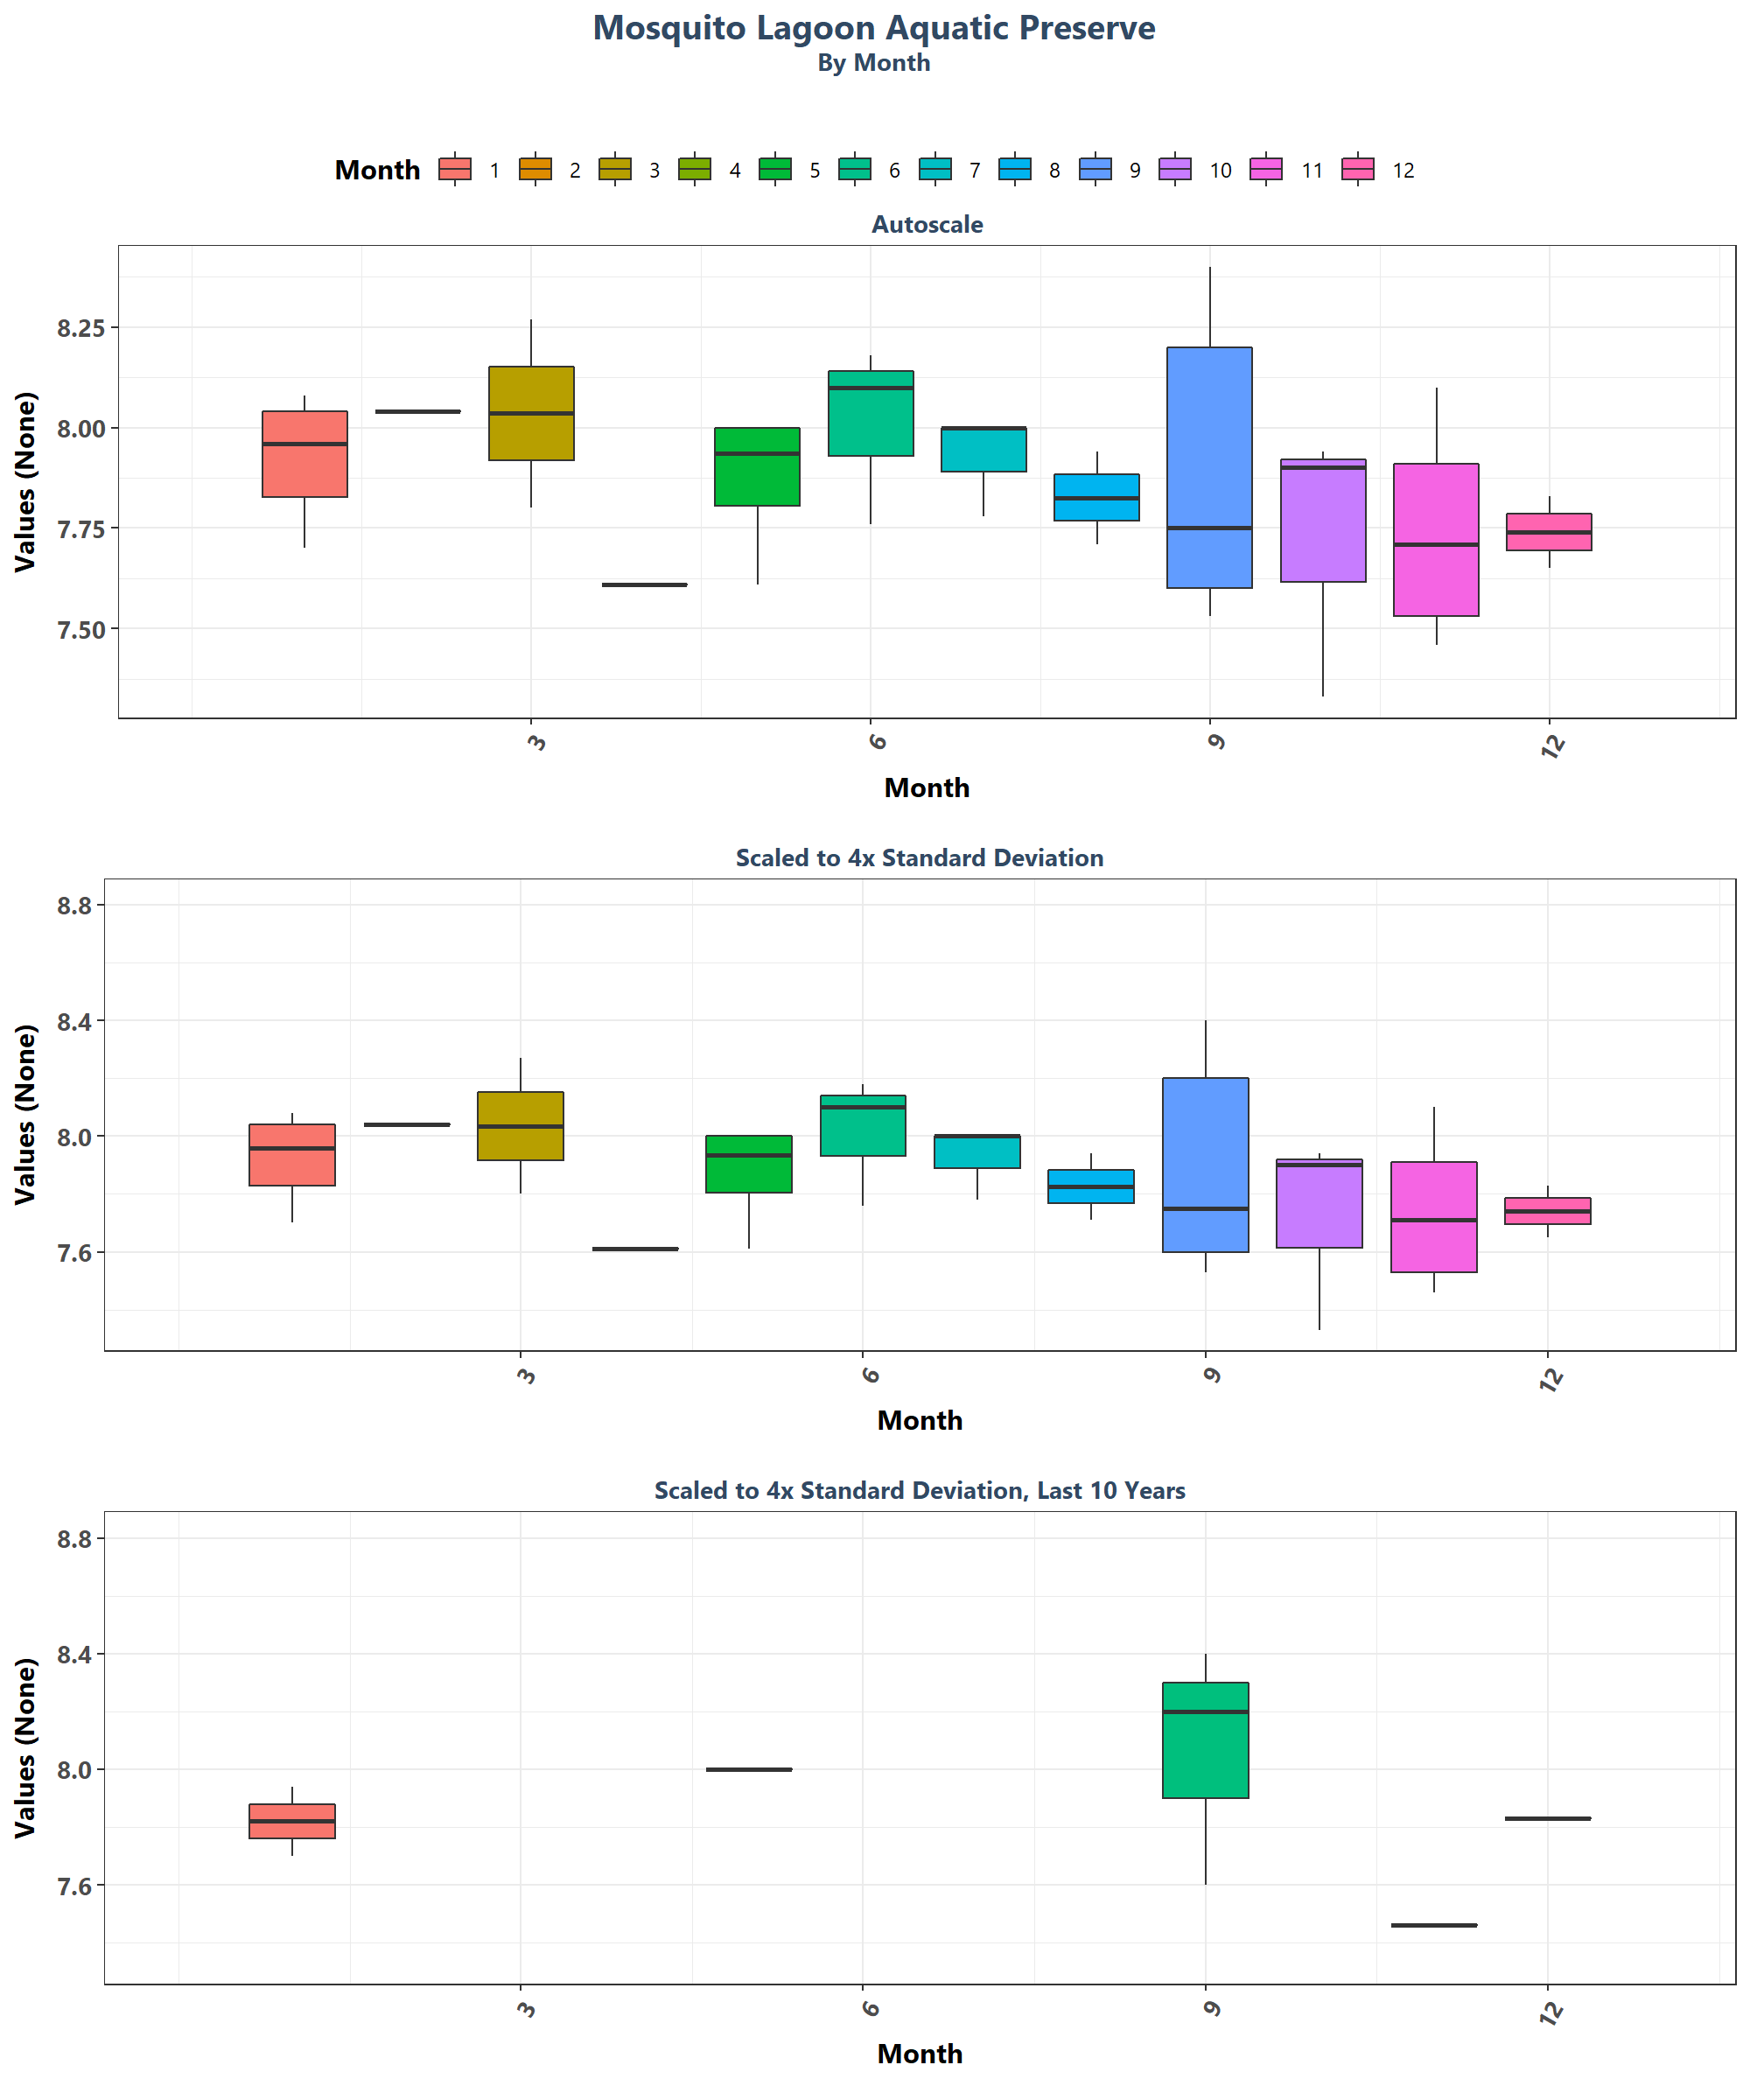 Mosquito Lagoon Aquatic Preserve
By Month
Month 1 2 3 4 5 6 7 8 9 10 11 12
Autoscale
Values (None)
8.25
8.00
7.75
7.50
3 6 9 12
Month
Scaled to 4x Standard Deviation
Values (None)
8.8
8.4
8.0
7.6
3 6 9 12
Month
Scaled to 4x Standard Deviation, Last 10 Years
Values (None)
8.8
8.4
8.0
7.6
3 6 9 12
Month